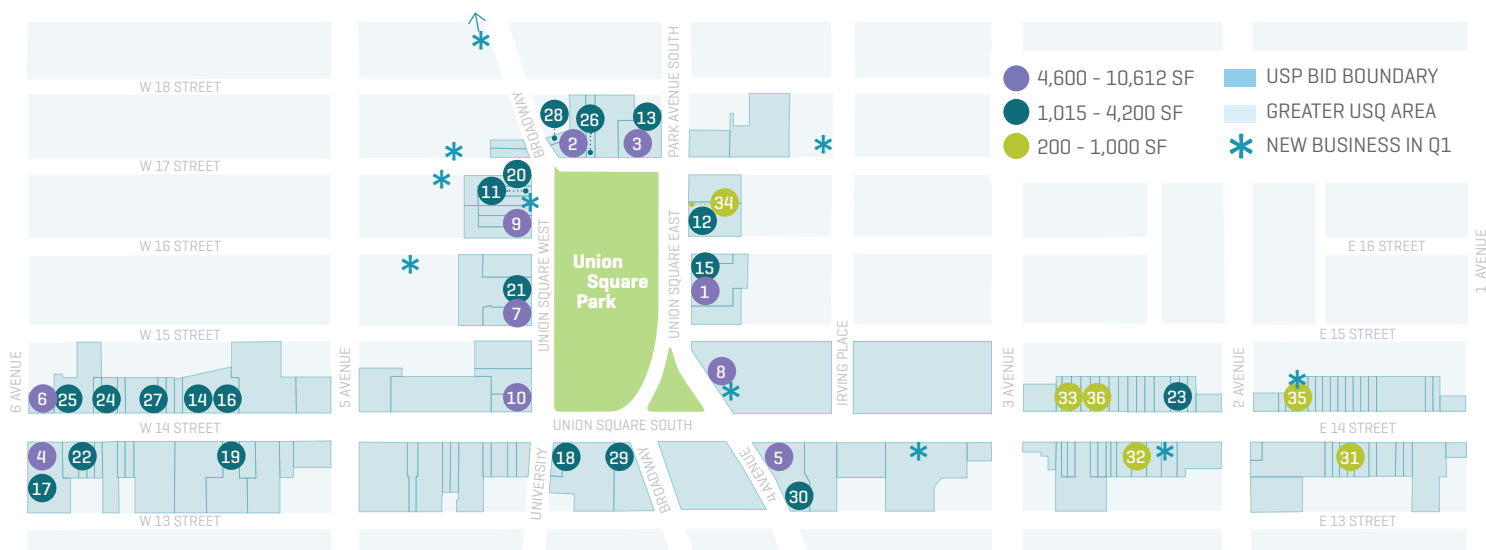 W 18 STREET
BROADWAY
PARK AVENUE SOUTH
4,600 - 10,612 SF
USP BID BOUNDARY
1,015 - 4,200 SF
GREATER USQ AREA
200 - 1,000 SF
NEW BUSINESS IN Q1
28
26
13
2
3
W 17 STREET
20
11
9
34
12
W 16 STREET
UNION SQUARE WEST
UNION SQUARE EAST
E 16 STREET
1 AVENUE
Union
Square
Park
15
1
21
7
W 15 STREET
E 15 STREET
6 AVENUE
5 AVENUE
IRVING PLACE
3 AVENUE
2 AVENUE
6
25
24
27
14
16
10
8
33
36
23
35
W 14 STREET
UNION SQUARE SOUTH
E 14 STREET
4
22
19
17
18
29
5
30
32
31
UNIVERSITY
BROADWAY
4 AVENUE
W 13 STREET
E 13 STREET